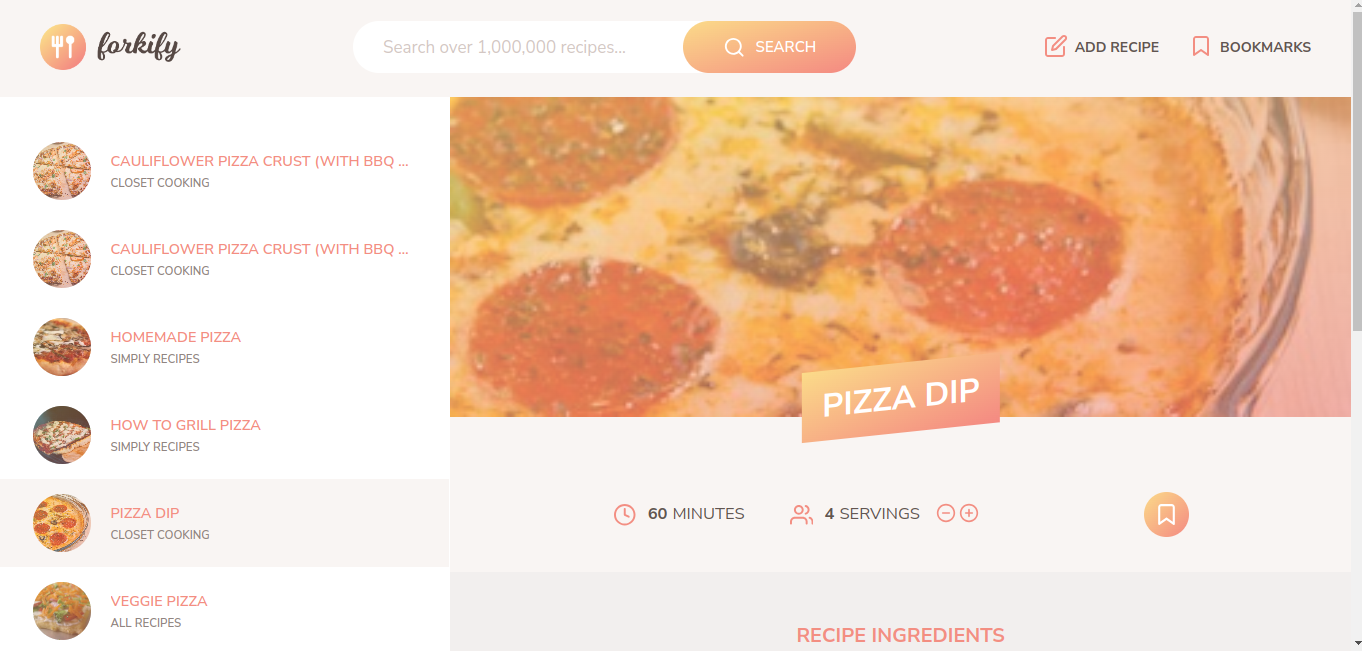 forkify
Search over 1,000,000 recipes...
SEARCH
ADD RECIPE
BOOKMARKS
CAULIFLOWER PIZZA CRUST (WITH BBQ ...
CLOSET COOKING
CAULIFLOWER PIZZA CRUST (WITH BBQ ...
CLOSET COOKING
HOMEMADE PIZZA
SIMPLY RECIPES
HOW TO GRILL PIZZA
SIMPLY RECIPES
PIZZA DIP
CLOSET COOKING
VEGGIE PIZZA
ALL RECIPES
PIZZA DIP
60 MINUTES
4 SERVINGS
RECIPE INGREDIENTS